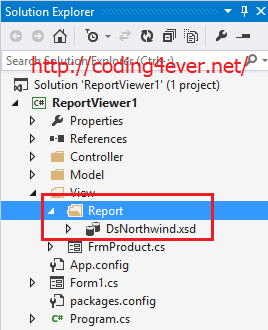 Solution Explorer
Search Solution Explorer (Ctrl+;)
http://coding4ever.net/
Solution 'ReportViewer1' (1 project)
C# ReportViewer1
Properties
References
Controller
Model
View
Report
DsNorthwind.xsd
FrmProduct.cs
App.config
Form1.cs
packages.config
C# Program.cs